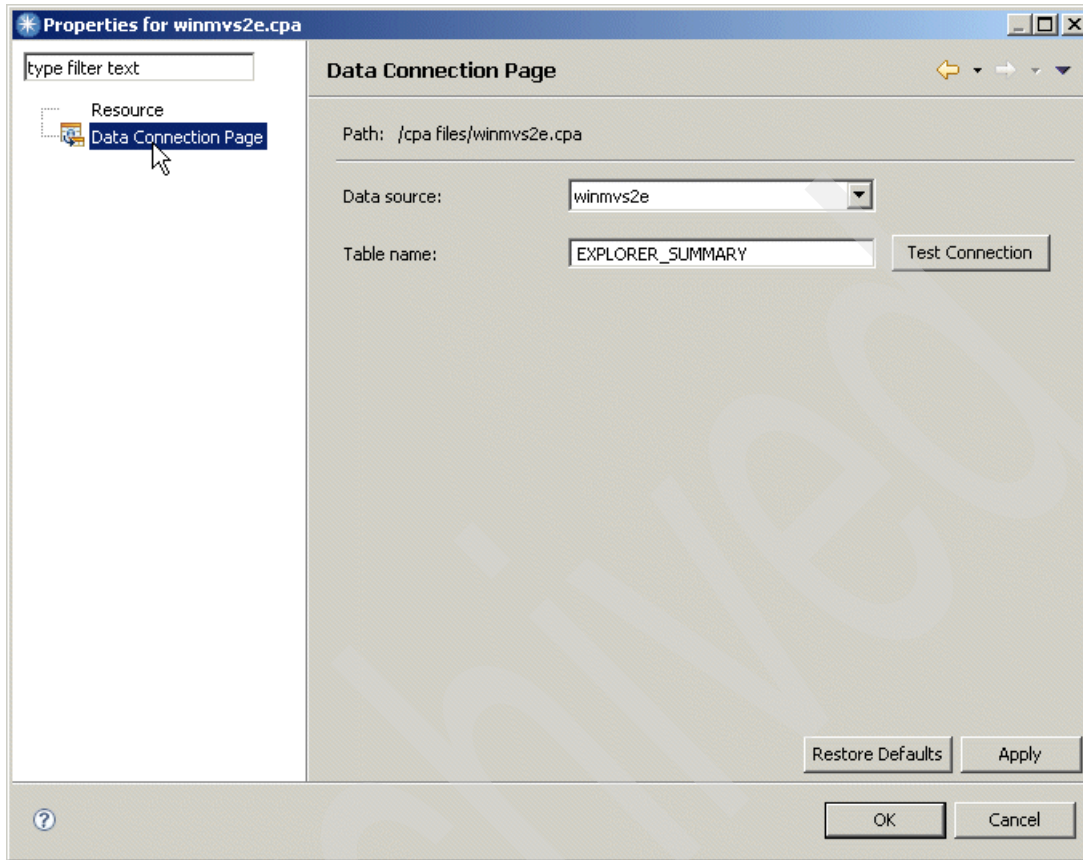 Properties for winmvs2e.cpa
type filter text
Resource
Data Connection Page
Data Connection Page
Path: /cpa files/winmvs2e.cpa
Data source: winmvs2e
Table name: EXPLORER_SUMMARY Test Connection
Restore Defaults Apply
? OK Cancel